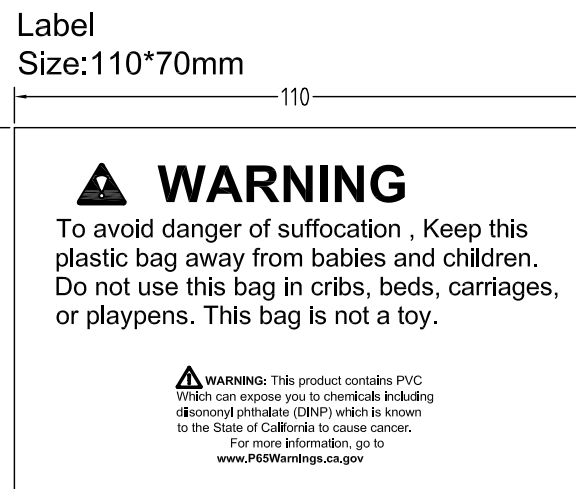 Label
Size:110*70mm
110
WARNING
To avoid danger of suffocation , Keep this
plastic bag away from babies and children.
Do not use this bag in cribs, beds, carriages,
or playpens. This bag is not a toy.
WARNING: This product contains PVC
Which can expose you to chemicals including
diisononyl phthalate (DINP) which is known
to the State of California to cause cancer.
For more information, go to
www.P65Warnings.ca.gov